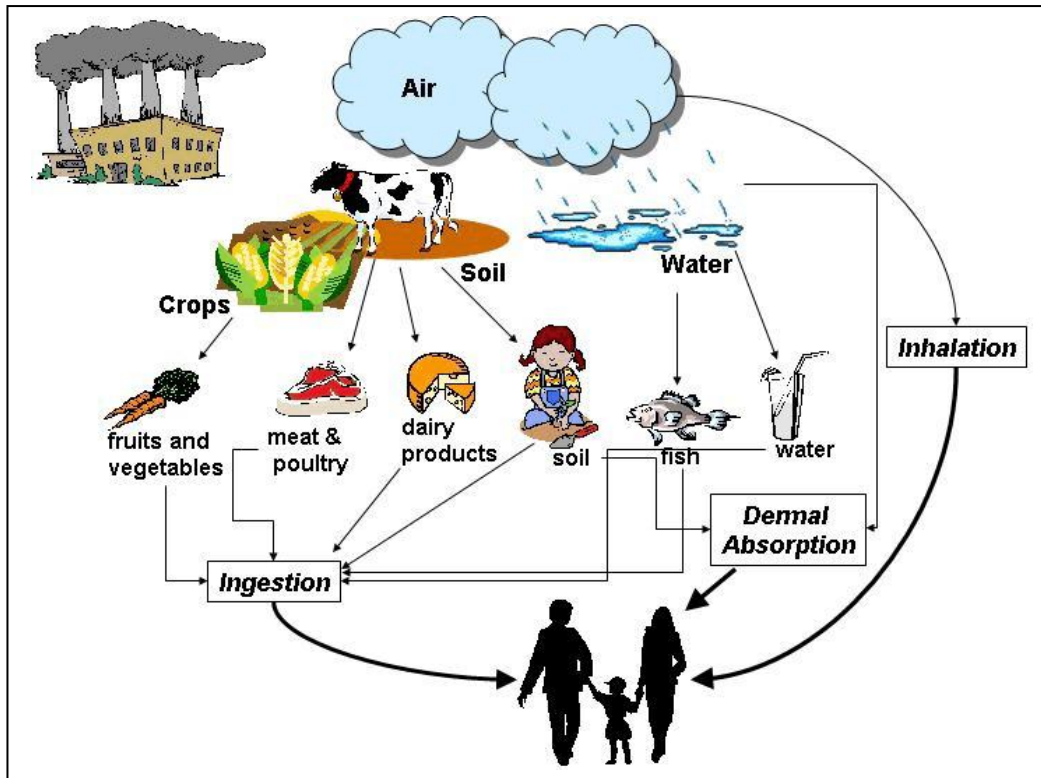 Air
Soil
Water
Crops
Inhalation
fruits and
vegetables
meat &
poultry
dairy
products
soil
fish
water
Dermal
Absorption
Ingestion